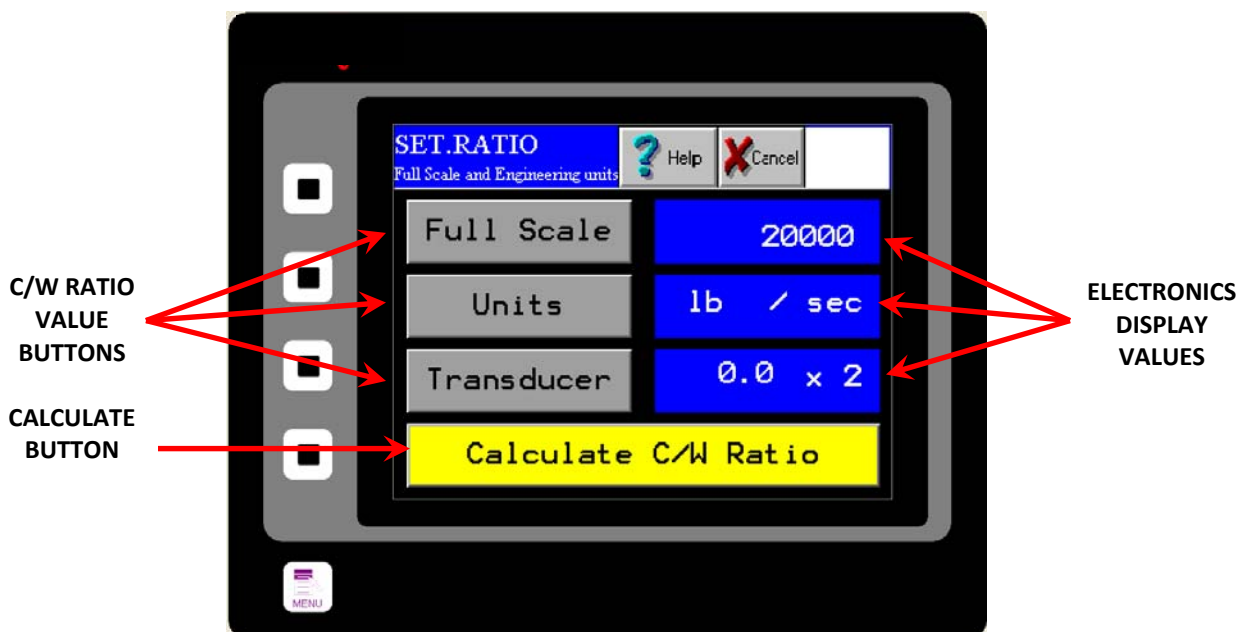 SET.RATIO
Full Scale and Engineering units
? Help
Cancel
Full Scale
20000
C/W RATIO
VALUE
BUTTONS
Units
lb / sec
ELECTRONICS
DISPLAY
VALUES
Transducer
0.0 x 2
CALCULATE
BUTTON
Calculate C/W Ratio
MENU